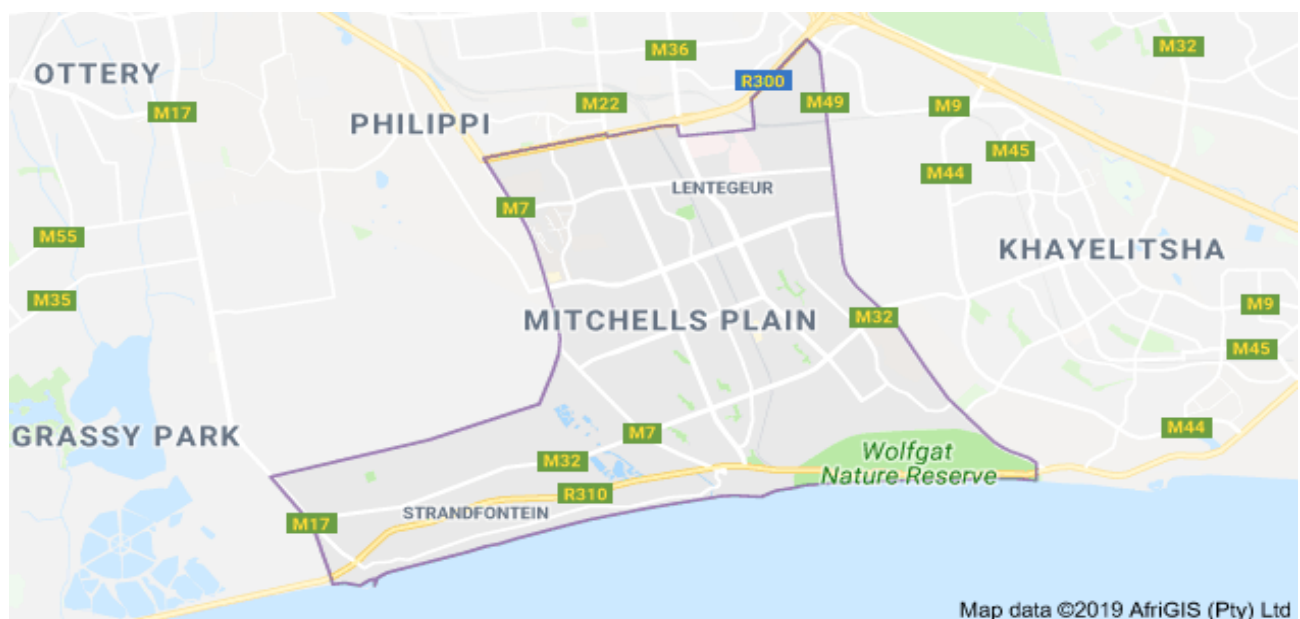 M36
M32
OTTERY
R300
M17
M22
M49
M9
PHILIPPI
M45
M44
LENTEGEUR
M7
M55
KHAYELITSHA
M35
M9
MITCHELLS PLAIN
M32
M45
GRASSY PARK
M7
M44
M32
Wolfgat
Nature Reserve
R310
STRANDFONTEIN
M17
Map data ©2019 AfriGIS (Pty) Ltd